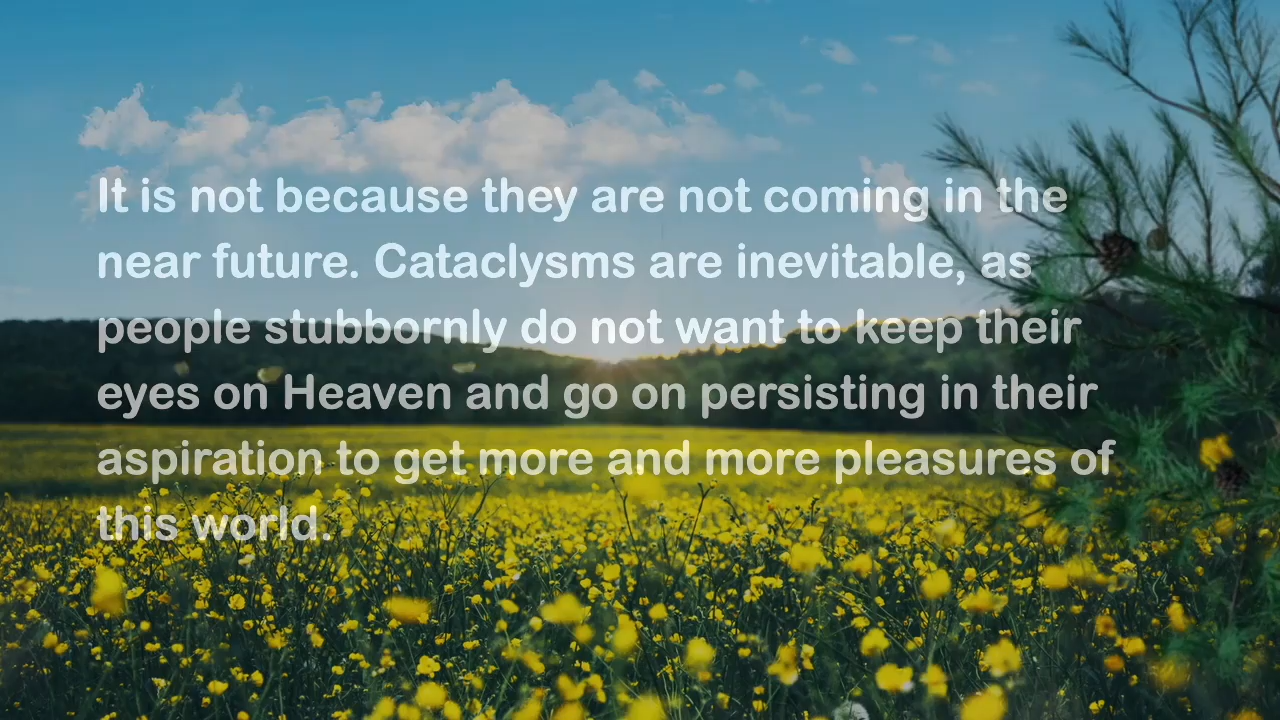 It is not because they are not coming in the
near future. Cataclysms are inevitable, as
people stubbornly do not want to keep their
eyes on Heaven and go on persisting in their
aspiration to get more and more pleasures of
this world.